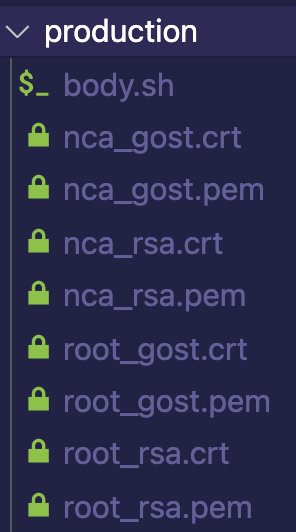 production
$_ body.sh
nca_gost.crt
nca_gost.pem
nca_rsa.crt
nca_rsa.pem
root_gost.crt
root_gost.pem
root_rsa.crt
root_rsa.pem